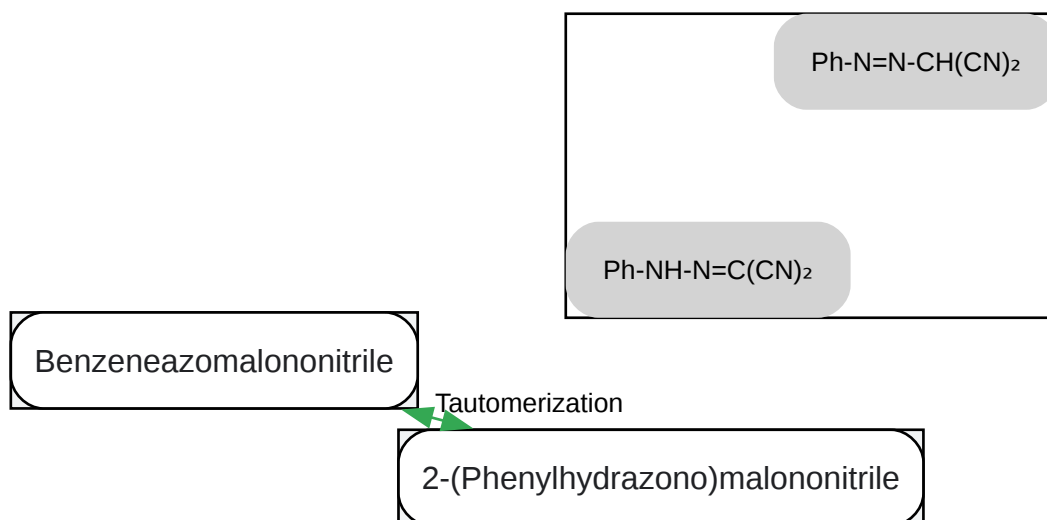 Ph-N=N-CH(CN)₂
Ph-NH-N=C(CN)₂
Benzeneazomalononitrile
Tautomerization
2-(Phenylhydrazono)malononitrile